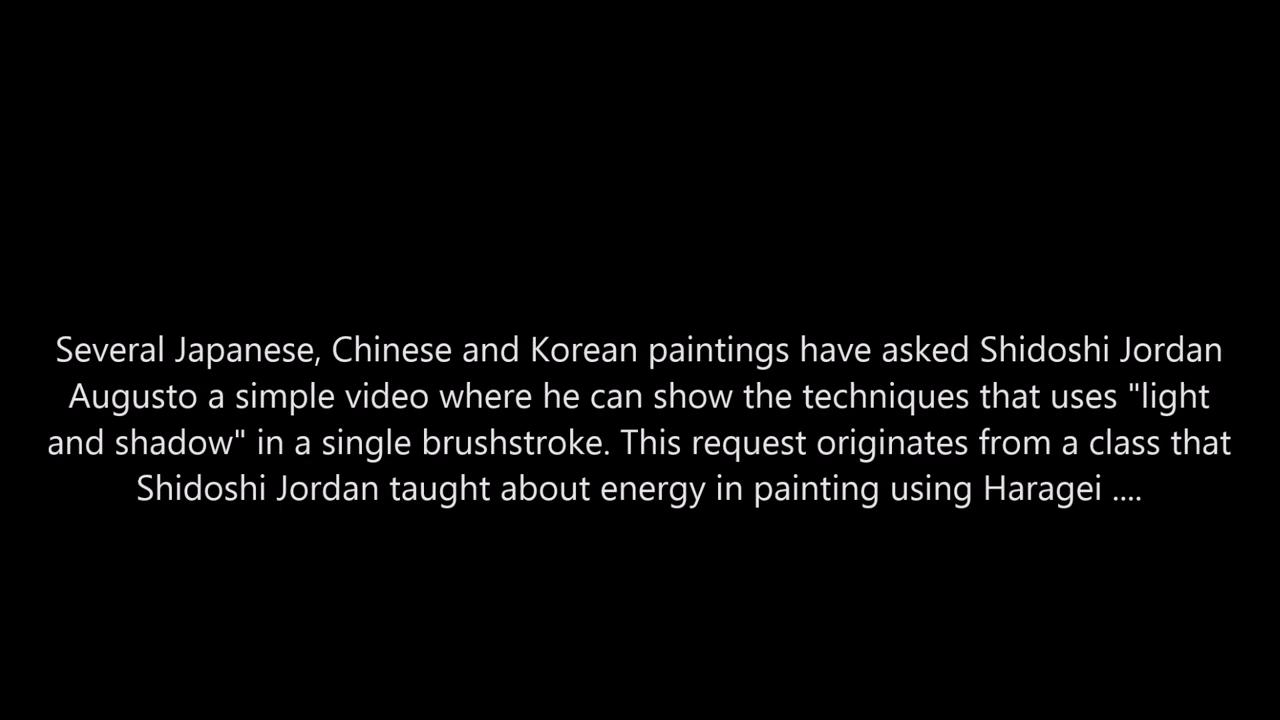 Several Japanese, Chinese and Korean paintings have asked Shidoshi Jordan
Augusto a simple video where he can show the techniques that uses "light
and shadow" in a single brushstroke. This request originates from a class that
Shidoshi Jordan taught about energy in painting using Haragei ....